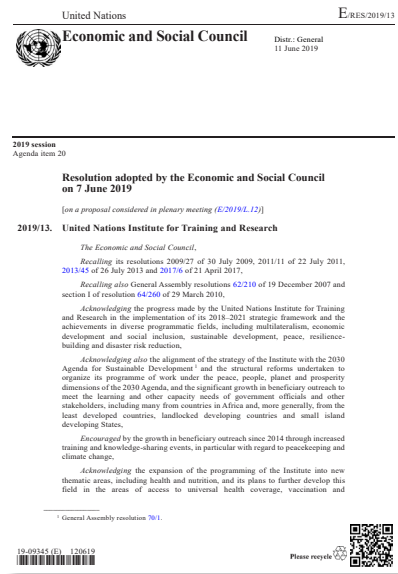 United Nations
E/RES/2019/13
Economic and Social Council
Distr.: General
11 June 2019
2019 session
Agenda item 20
Resolution adopted by the Economic and Social Council
on 7 June 2019
[on a proposal considered in plenary meeting (E/2019/L.12)]
2019/13. United Nations Institute for Training and Research
The Economic and Social Council,
Recalling its resolutions 2009/27 of 30 July 2009, 2011/11 of 22 July 2011,
2013/45 of 26 July 2013 and 2017/6 of 21 April 2017,
Recalling also General Assembly resolutions 62/210 of 19 December 2007 and
section I of resolution 64/260 of 29 March 2010,
Acknowledging the progress made by the United Nations Institute for Training
and Research in the implementation of its 2018–2021 strategic framework and the
achievements in diverse programmatic fields, including multilateralism, economic
development and social inclusion, sustainable development, peace, resilience-
building and disaster risk reduction,
Acknowledging also the alignment of the strategy of the Institute with the 2030
Agenda for Sustainable Development 1 and the structural reforms undertaken to
organize its programme of work under the peace, people, planet and prosperity
dimensions of the 2030 Agenda, and the significant growth in beneficiary outreach to
meet the learning and other capacity needs of government officials and other
stakeholders, including many from countries in Africa and, more generally, from the
least developed countries, landlocked developing countries and small island
developing States,
Encouraged by the growth in beneficiary outreach since 2014 through increased
training and knowledge-sharing events, in particular with regard to peacekeeping and
climate change,
Acknowledging the expansion of the programming of the Institute into new
thematic areas, including health and nutrition, and its plans to further develop this
field in the areas of access to universal health coverage, vaccination and
1 General Assembly resolution 70/1.
19-09345 (E) 120619
Please recycle